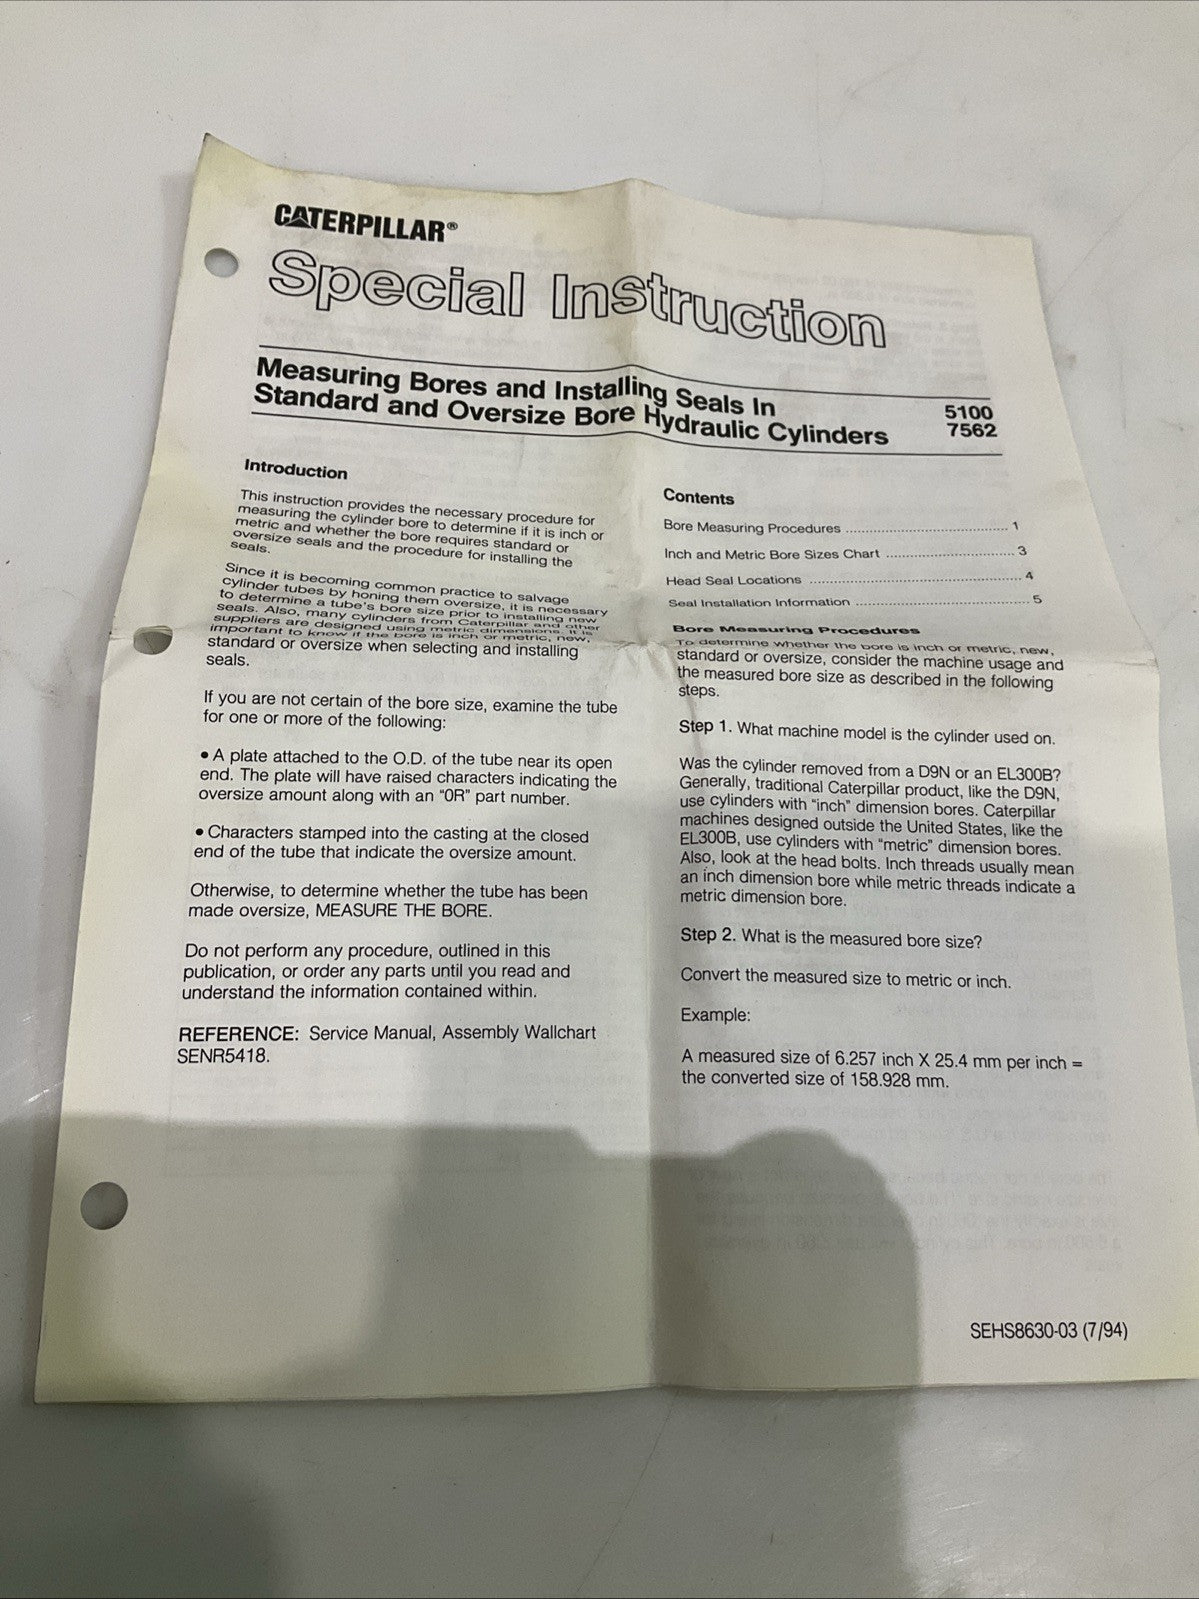 CATERPILLAR®
Special Instruction
Measuring Bores and Installing Seals In
Standard and Oversize Bore Hydraulic Cylinders
5100
7562
Introduction
This instruction provides the necessary procedure for
measuring the cylinder bore to determine if it is inch or
metric and whether the bore requires standard or
oversize seals and the procedure for installing the
seals.
Since it is becoming common practice to salvage
cylinder tubes by honing them oversize, it is necessary
to determine a tube's bore size prior to installing new
seals. Also, many cylinders from Caterpillar and other
suppliers are designed using metric dimensions. It is
important to know if the bore is inch or metric, new,
standard or oversize when selecting and installing
seals.
If you are not certain of the bore size, examine the tube
for one or more of the following:
• A plate attached to the O.D. of the tube near its open
end. The plate will have raised characters indicating the
oversize amount along with an "0R" part number.
• Characters stamped into the casting at the closed
end of the tube that indicate the oversize amount.
Otherwise, to determine whether the tube has been
made oversize, MEASURE THE BORE.
Do not perform any procedure, outlined in this
publication, or order any parts until you read and
understand the information contained within.
REFERENCE: Service Manual, Assembly Wallchart
SENR5418.
Contents
Bore Measuring Procedures ........................................ 1
Inch and Metric Bore Sizes Chart ................................ 3
Head Seal Locations ..................................................... 4
Seal Installation Information ........................................... 5
Bore Measuring Procedures
To determine whether the bore is inch or metric, new,
standard or oversize, consider the machine usage and
the measured bore size as described in the following
steps.
Step 1. What machine model is the cylinder used on.
Was the cylinder removed from a D9N or an EL300B?
Generally, traditional Caterpillar product, like the D9N,
use cylinders with "inch" dimension bores. Caterpillar
machines designed outside the United States, like the
EL300B, use cylinders with "metric" dimension bores.
Also, look at the head bolts. Inch threads usually mean
an inch dimension bore while metric threads indicate a
metric dimension bore.
Step 2. What is the measured bore size?
Convert the measured size to metric or inch.
Example:
A measured size of 6.257 inch X 25.4 mm per inch =
the converted size of 158.928 mm.
SEHS8630-03 (7/94)